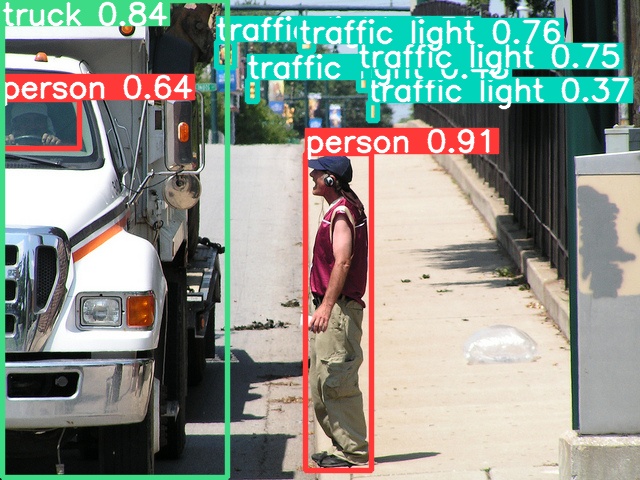 truck 0.84
traffic light 0.76
traffic light 0.75
traffic light
traffic light 0.37
person 0.64
person 0.91